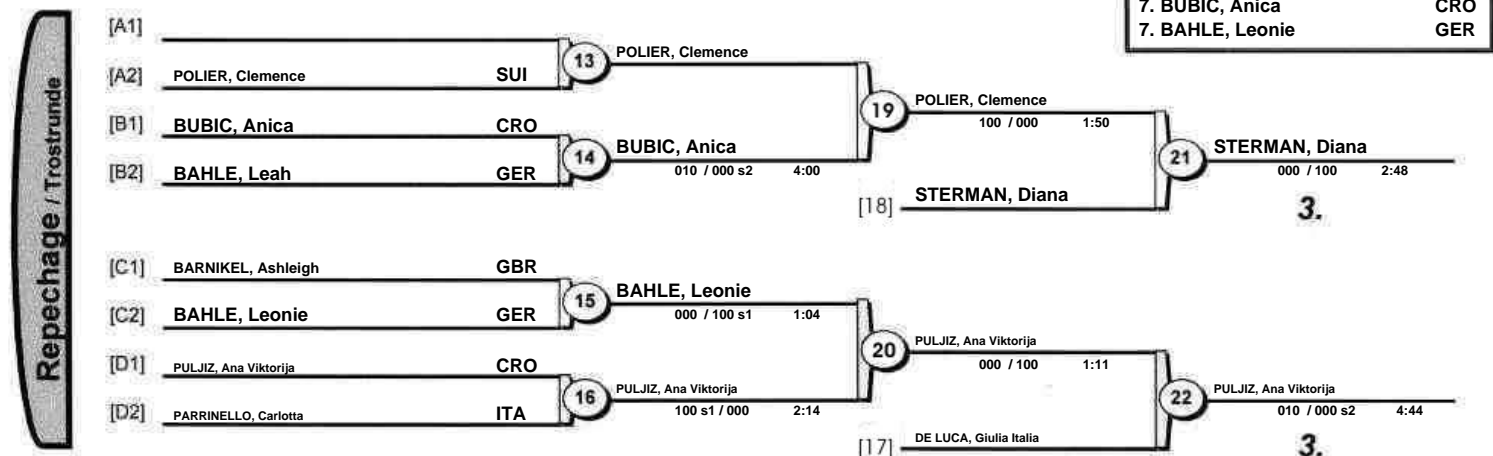 7. BUBIC, Anica CRO
7. BAHLE, Leonie GER
Repechage / Trostrunde
[A1]
[A2] POLIER, Clemence SUI
13 POLIER, Clemence
[B1] BUBIC, Anica CRO
[B2] BAHLE, Leah GER
14 BUBIC, Anica
010 / 000 s2 4:00
19 POLIER, Clemence
100 / 000 1:50
[18] STERMAN, Diana
21 STERMAN, Diana
000 / 100 2:48
3.
[C1] BARNIKEL, Ashleigh GBR
[C2] BAHLE, Leonie GER
15 BAHLE, Leonie
000 / 100 s1 1:04
[D1] PULJIZ, Ana Viktorija CRO
[D2] PARRINELLO, Carlotta ITA
16 PULJIZ, Ana Viktorija
100 s1 / 000 2:14
20 PULJIZ, Ana Viktorija
000 / 100 1:11
[17] DE LUCA, Giulia Italia
22 PULJIZ, Ana Viktorija
010 / 000 s2 4:44
3.